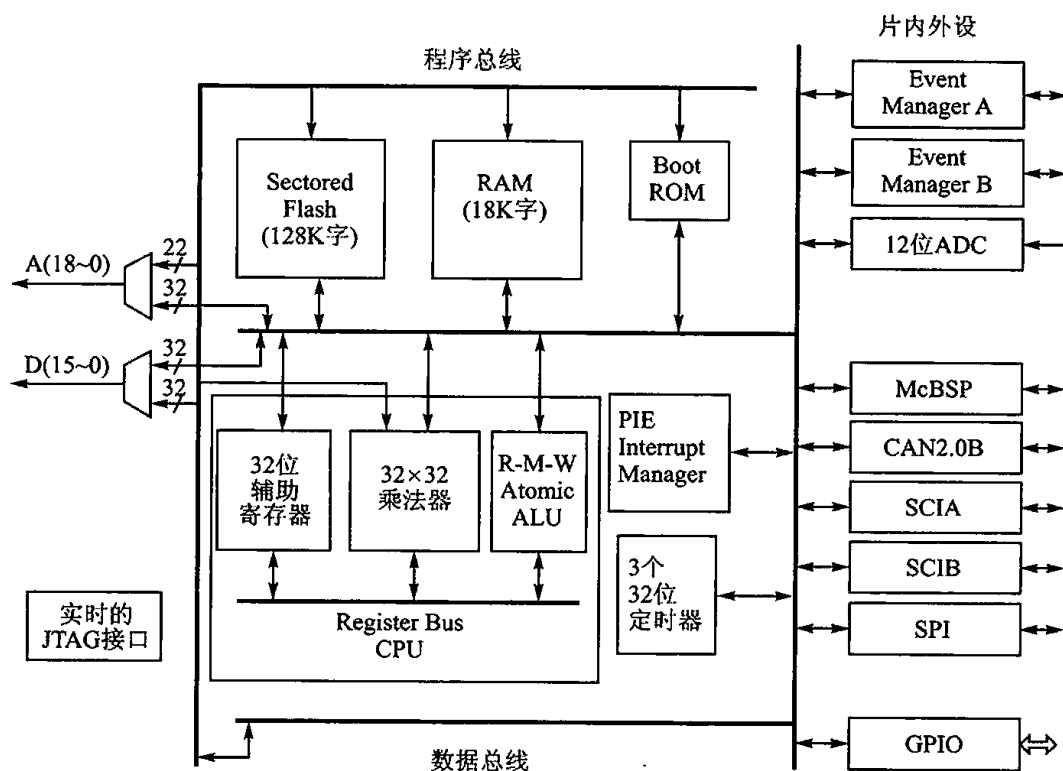 片内外设
程序总线
Event
Manager A
Event
Manager B
12位ADC
Sectored
Flash
(128K字)
RAM
(18K字)
Boot
ROM
A(18~0)
22
32
D(15~0)
32
32
McBSP
CAN2.0B
SCIA
SCIB
SPI
GPIO
PIE
Interrupt
Manager
32位
辅助
寄存器
32×32
乘法器
R-M-W
Atomic
ALU
3个
32位
定时器
Register Bus
CPU
实时的
JTAG接口
数据总线